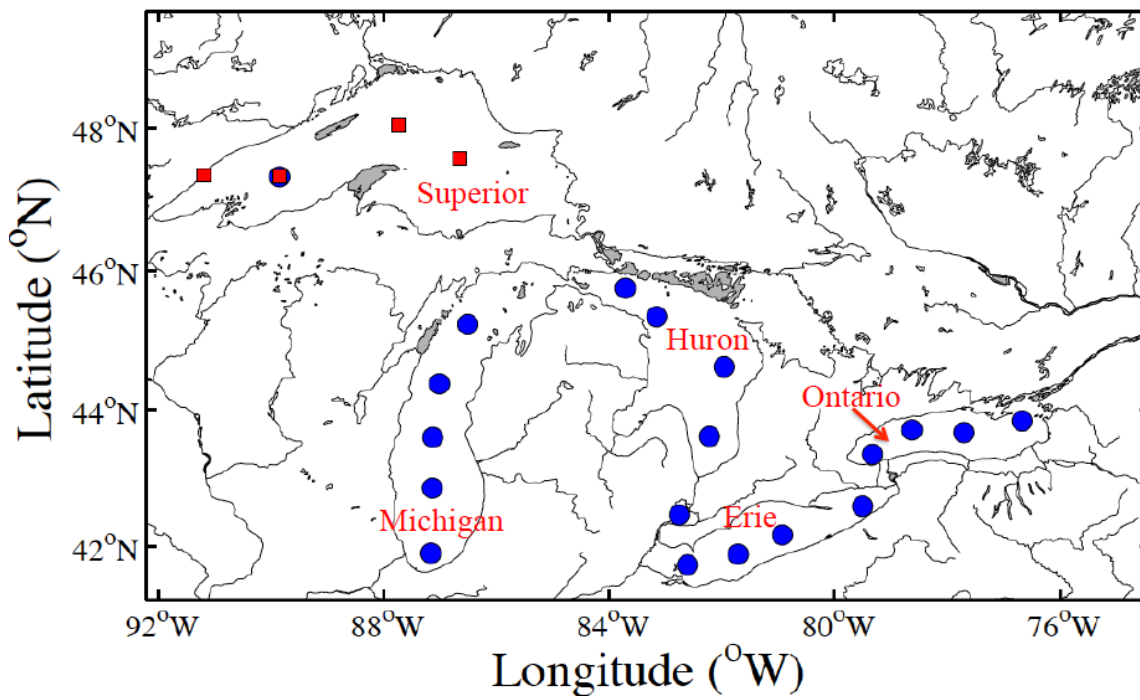 48°N
Superior
46°N
Huron
Ontario
44°N
Michigan
Erie
42°N
92°W 88°W 84°W 80°W 76°W
Latitude (°N)
Longitude (°W)